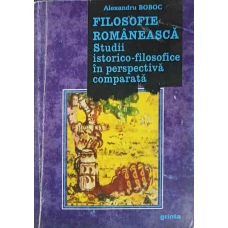 Alexandru BOBOC
FILOSOFIE
ROMÂNEASCĂ
Studii
istorico-filosofice
în perspectivă
comparată
grinta